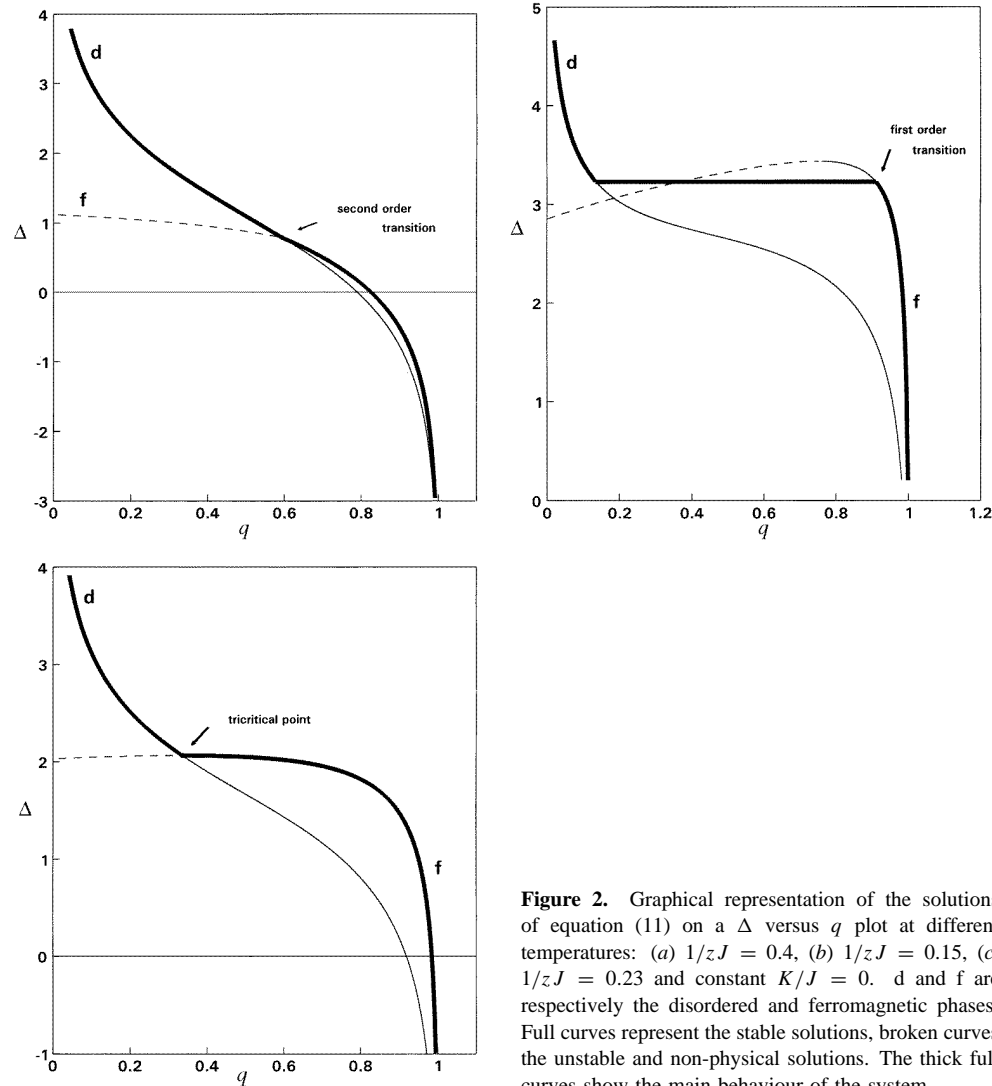 4
3
2
1
0
-1
-2
-3
0
0.2
0.4
0.6
0.8
1
Δ
q
d
f
second order
transition
5
4
3
2
1
0
0
0.2
0.4
0.6
0.8
1
1.2
Δ
q
d
f
first order
transition
4
3
2
1
0
-1
0
0.2
0.4
0.6
0.8
1
Δ
q
d
f
tricritical point
Figure 2. Graphical representation of the solution
of equation (11) on a Δ versus q plot at differen
temperatures: (a) 1/zJ = 0.4, (b) 1/zJ = 0.15, (c
1/zJ = 0.23 and constant K/J = 0. d and f are
respectively the disordered and ferromagnetic phases
Full curves represent the stable solutions, broken curves
the unstable and non-physical solutions. The thick full
curves show the main behaviour of the system